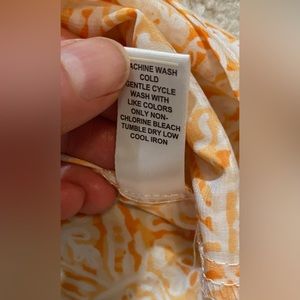 ACHINE WASH
COLD
GENTLE CYCLE
WASH WITH
LIKE COLORS
ONLY NON-
CHLORINE BLEACH
TUMBLE DRY LOW
COOL IRON